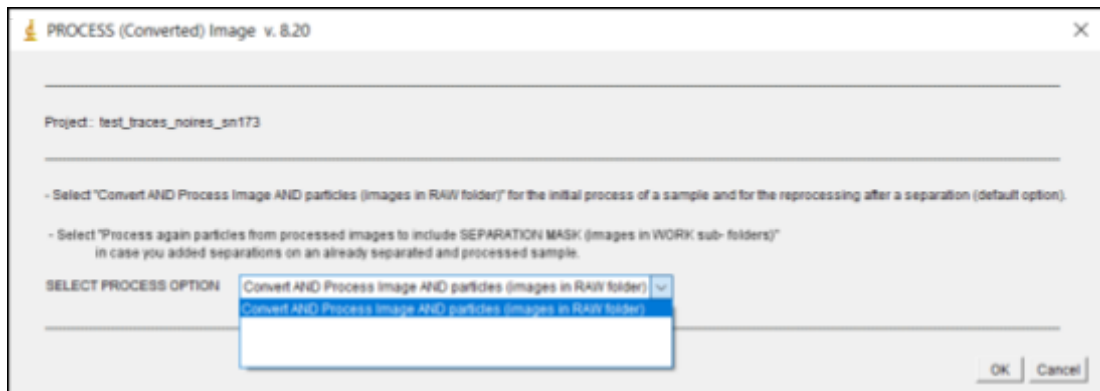 PROCESS (Converted) Image v. 8.20
Project:: test_traces_noires_sn173
- Select "Convert AND Process Image AND particles (images in RAW folder)" for the initial process of a sample and for the reprocessing after a separation (default option).
- Select "Process again particles from processed images to include SEPARATION MASK (images in WORK sub- folders)"
in case you added separations on an already separated and processed sample.
SELECT PROCESS OPTION Convert AND Process Image AND particles (images in RAW folder)
Convert AND Process Image AND particles (images in RAW folder)
OK Cancel